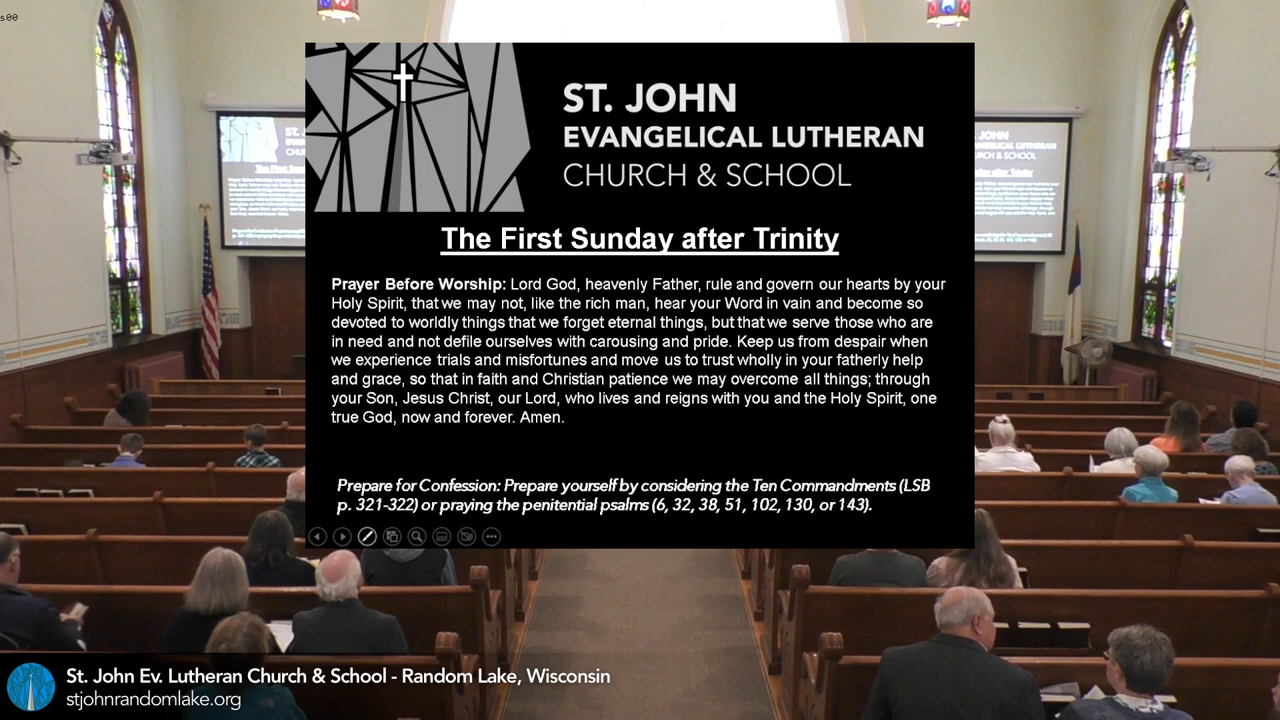 s00
ST. JOHN
EVANGELICAL LUTHERAN
CHURCH & SCHOOL
The First Sunday after Trinity
Prayer Before Worship: Lord God, heavenly Father, rule and govern our hearts by your
Holy Spirit, that we may not, like the rich man, hear your Word in vain and become so
devoted to worldly things that we forget eternal things, but that we serve those who are
in need and not defile ourselves with carousing and pride. Keep us from despair when
we experience trials and misfortunes and move us to trust wholly in your fatherly help
and grace, so that in faith and Christian patience we may overcome all things; through
your Son, Jesus Christ, our Lord, who lives and reigns with you and the Holy Spirit, one
true God, now and forever. Amen.
Prepare for Confession: Prepare yourself by considering the Ten Commandments (LSB
p. 321-322) or praying the penitential psalms (6, 32, 38, 51, 102, 130, or 143).
St. John Ev. Lutheran Church & School - Random Lake, Wisconsin
stjohnrandomlake.org